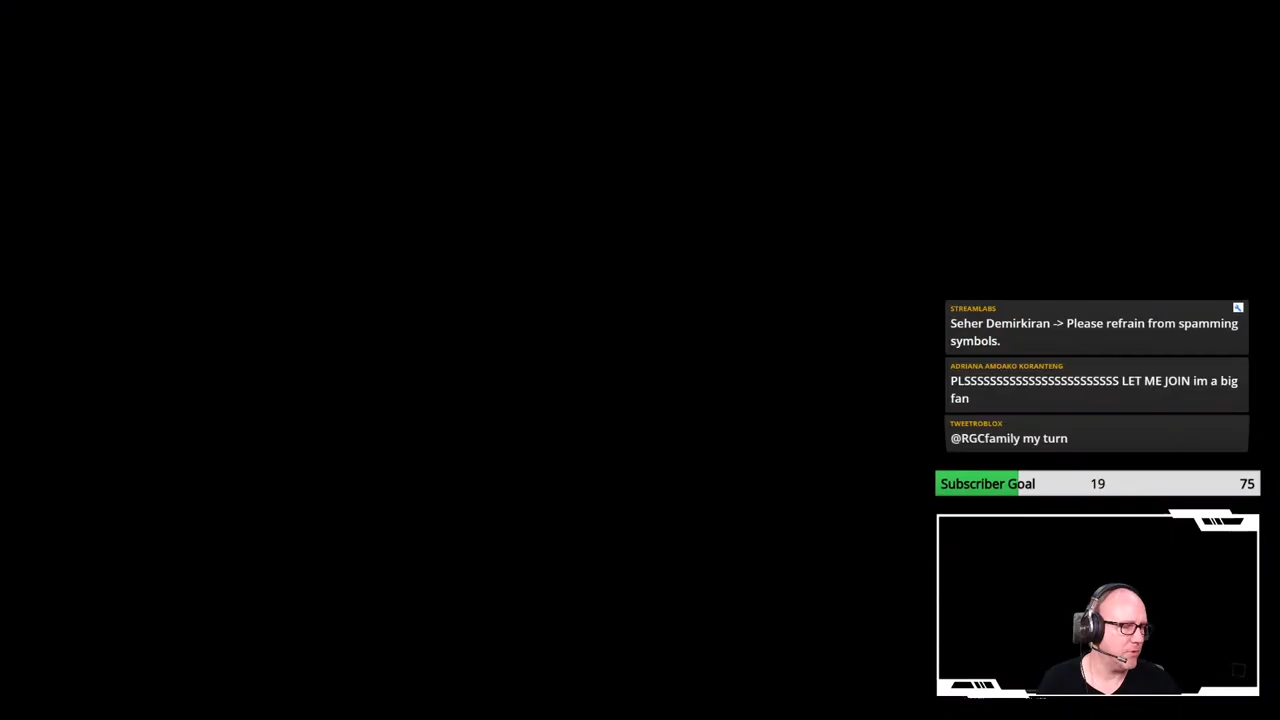 STREAMLABS
Seher Demirkiran -> Please refrain from spamming
symbols.
ADRIANA AMOAKO KORANTENG
PLSSSSSSSSSSSSSSSSSSSSSSSSS LET ME JOIN im a big
fan
TWEETROBLOX
@RGCfamily my turn
Subscriber Goal 19 75